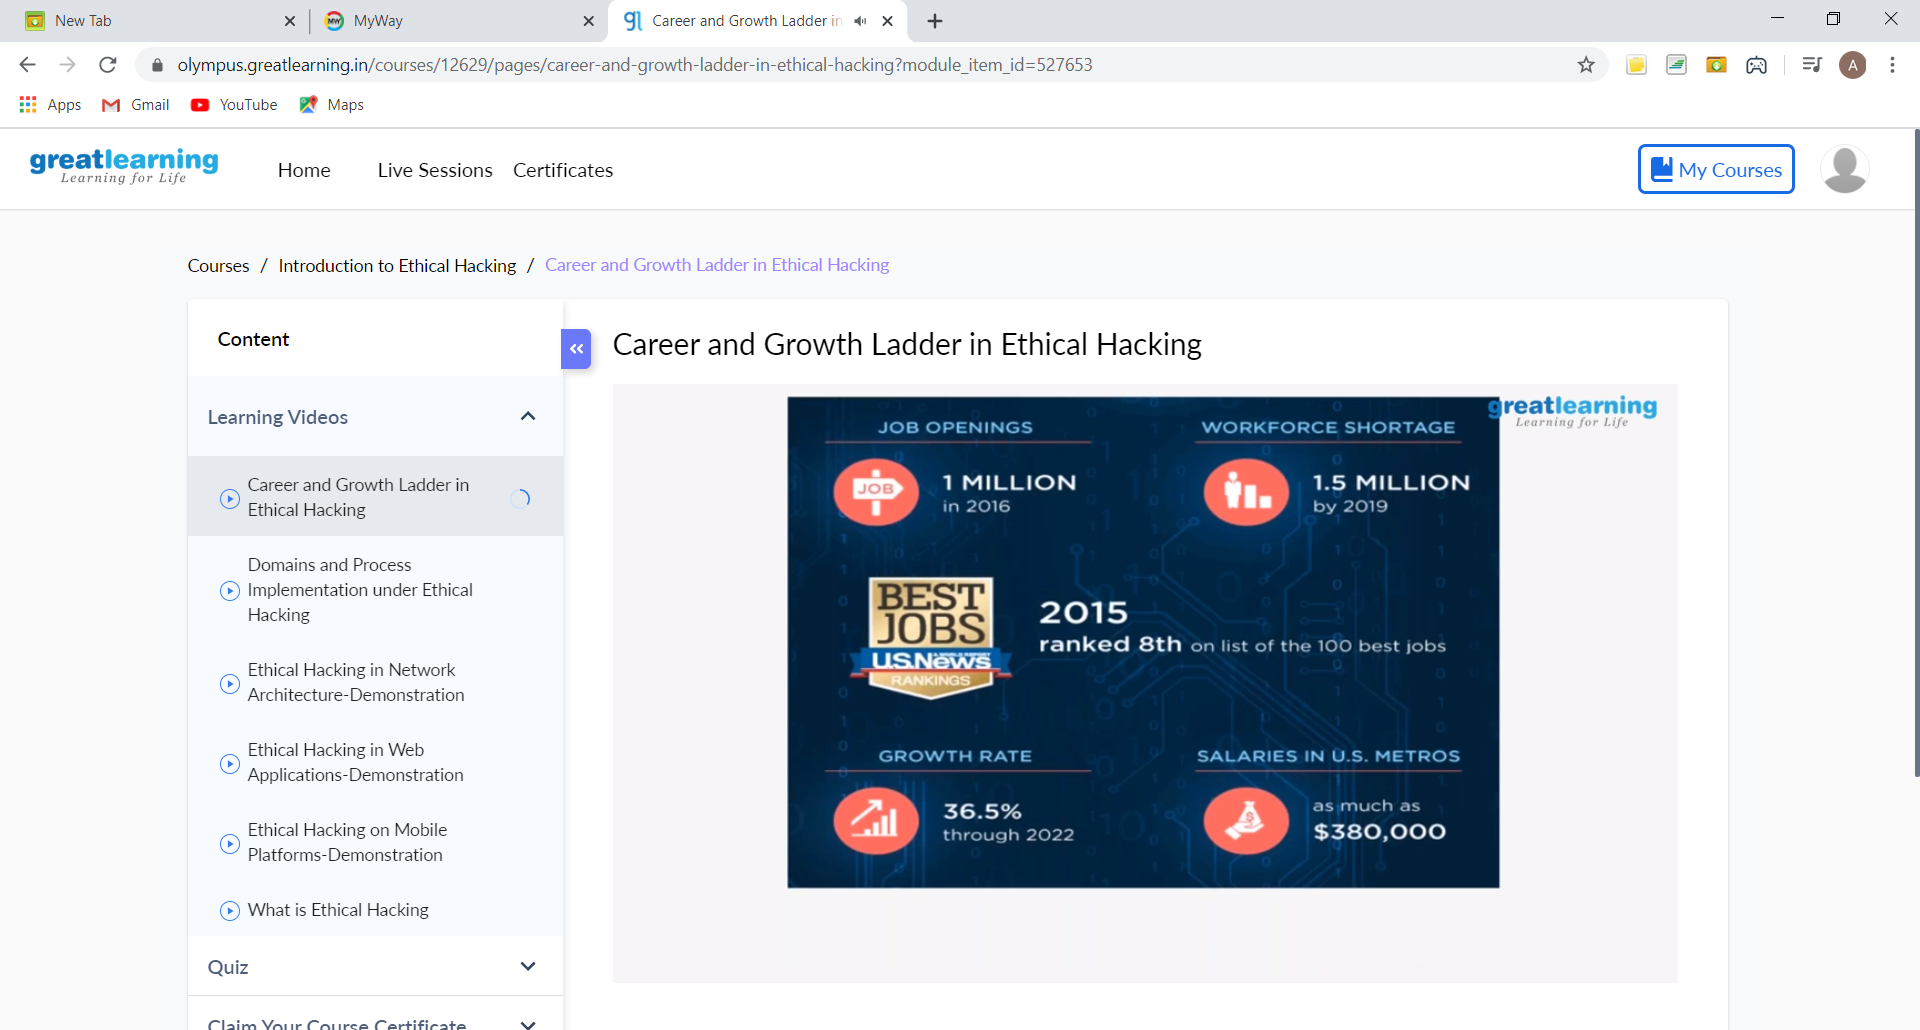 New Tab
MyWay
Career and Growth Ladder in
olympus.greatlearning.in/courses/12629/pages/career-and-growth-ladder-in-ethical-hacking?module_item_id=527653
A
Apps
Gmail
YouTube
Maps
greatlearning
Learning for Life
Home
Live Sessions
Certificates
My Courses
Courses / Introduction to Ethical Hacking / Career and Growth Ladder in Ethical Hacking
Content
Learning Videos
Career and Growth Ladder in
Ethical Hacking
Domains and Process
Implementation under Ethical
Hacking
Ethical Hacking in Network
Architecture-Demonstration
Ethical Hacking in Web
Applications-Demonstration
Ethical Hacking on Mobile
Platforms-Demonstration
What is Ethical Hacking
Quiz
Claim Your Course Certificate
Career and Growth Ladder in Ethical Hacking
greatlearning
Learning for Life
JOB OPENINGS
JOB
1 MILLION
in 2016
WORKFORCE SHORTAGE
1.5 MILLION
by 2019
BEST
JOBS
U.S.News
RANKINGS
2015
ranked 8th on list of the 100 best jobs
GROWTH RATE
36.5%
through 2022
SALARIES IN U.S. METROS
as much as
$380,000